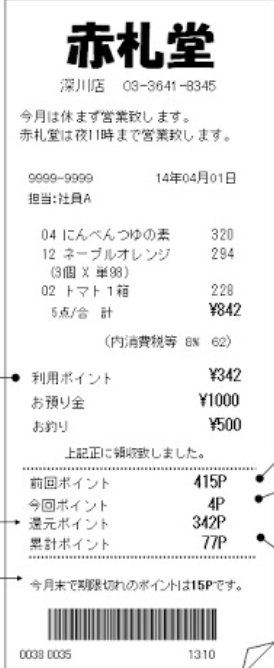 赤札堂
深川店 03-3641-8345
今月は休まず営業致します。
赤札堂は夜11時まで営業致します。
9999-9999 14年04月01日
担当:社員A
04 にんべんつゆの素 320
12 ネーブルオレンジ 294
(3個 X 単98)
02 トマト1箱 228
5点/合 計 ¥842
(内消費税等 8% 62)
利用ポイント ¥342
お預り金 ¥1000
お釣り ¥500
上記正に領収致しました。
前回ポイント 415P
今回ポイント 4P
還元ポイント 342P
累計ポイント 77P
今月末で期限切れのポイントは15Pです。
0038 0035 13:10